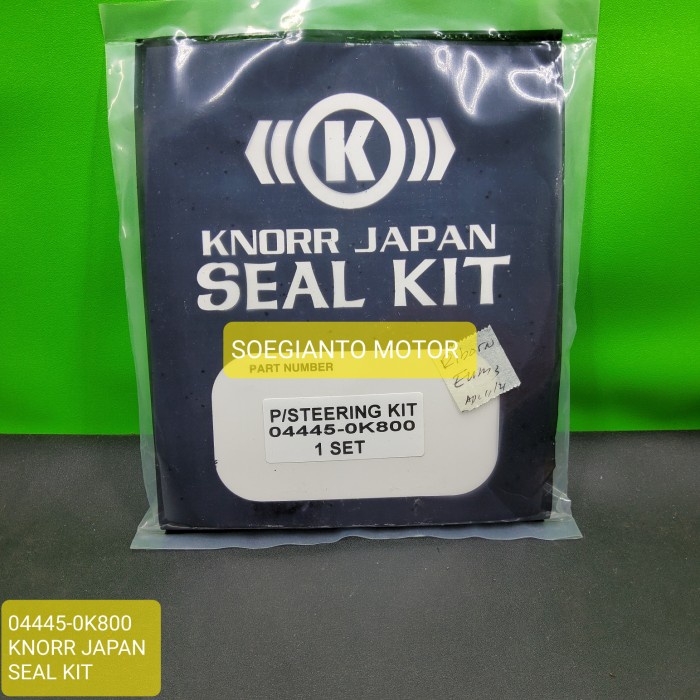 K
KNORR JAPAN
SEAL KIT
SOEGIANTO MOTOR
PART NUMBER
P/STEERING KIT
04445-0K800
1 SET
04445-0K800
KNORR JAPAN
SEAL KIT